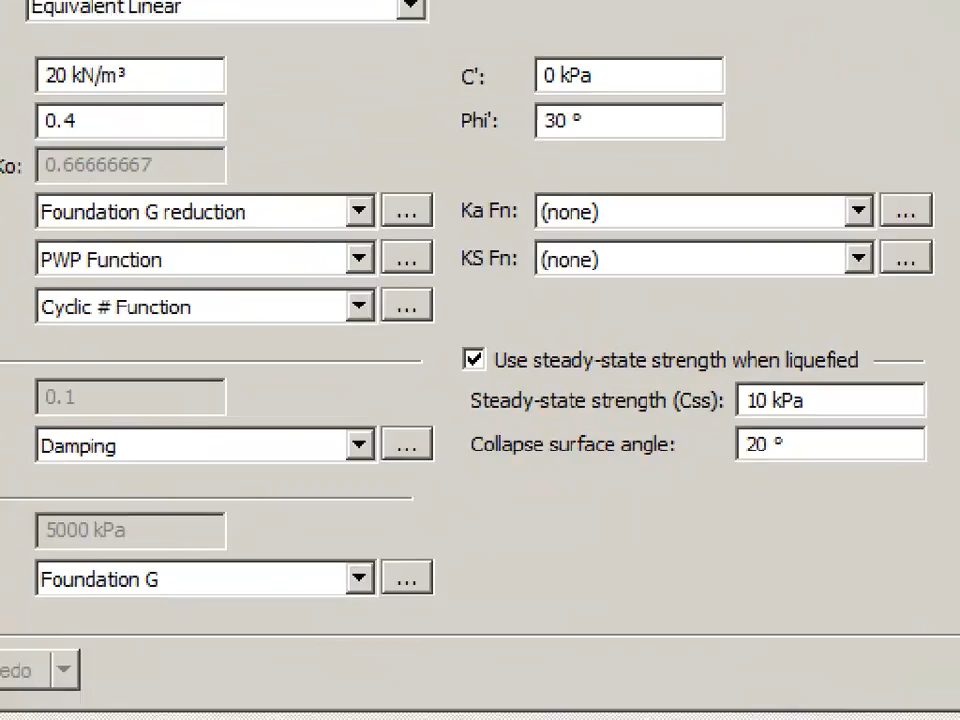 Equivalent Linear
20 kN/m³ C': 0 kPa
0.4 Phi': 30 º
Ko: 0.66666667
Foundation G reduction ... Ka Fn: (none) ...
PWP Function ... KS Fn: (none) ...
Cyclic # Function ...
Use steady-state strength when liquefied
0.1 Steady-state strength (Css): 10 kPa
Damping ... Collapse surface angle: 20 º
5000 kPa
Foundation G ...
edo